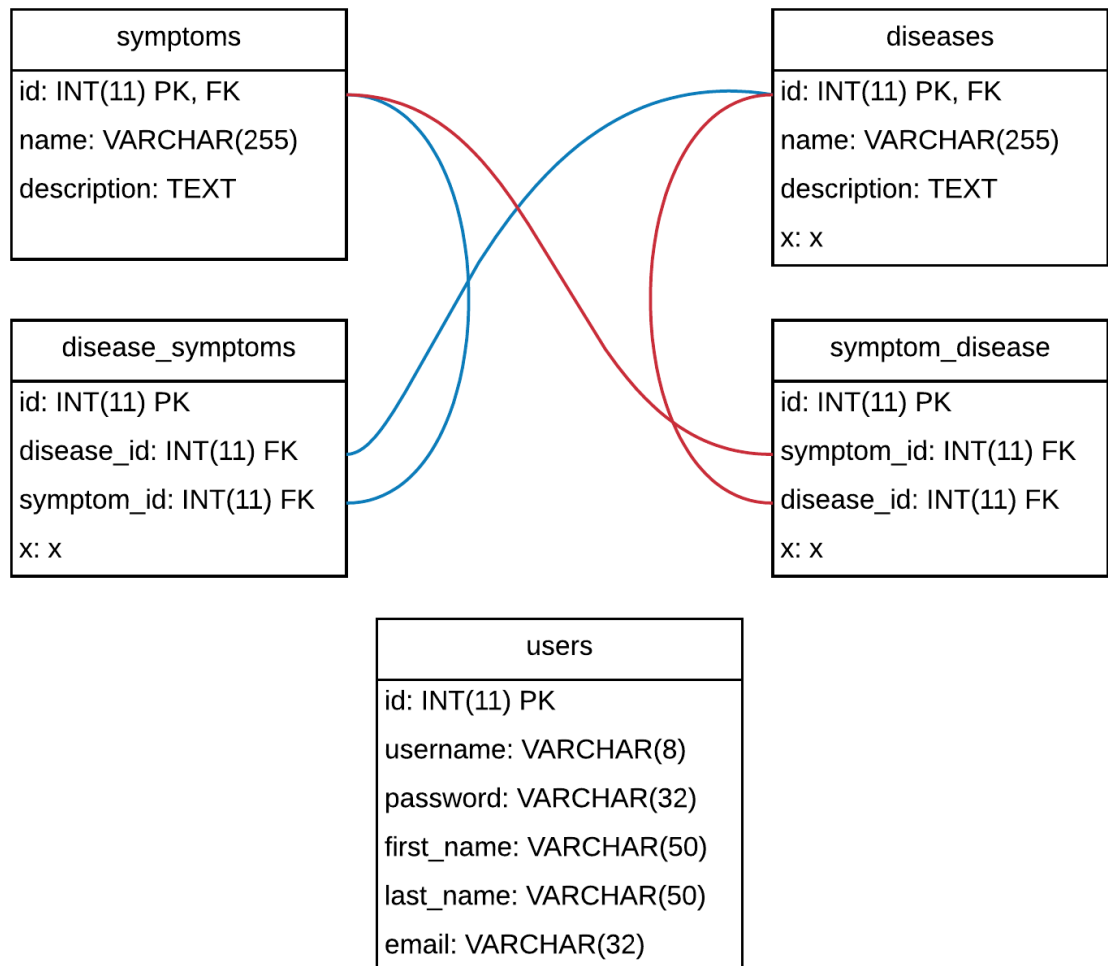 symptoms
id: INT(11) PK, FK
name: VARCHAR(255)
description: TEXT
diseases
id: INT(11) PK, FK
name: VARCHAR(255)
description: TEXT
x: x
disease_symptoms
id: INT(11) PK
disease_id: INT(11) FK
symptom_id: INT(11) FK
x: x
symptom_disease
id: INT(11) PK
symptom_id: INT(11) FK
disease_id: INT(11) FK
x: x
users
id: INT(11) PK
username: VARCHAR(8)
password: VARCHAR(32)
first_name: VARCHAR(50)
last_name: VARCHAR(50)
email: VARCHAR(32)